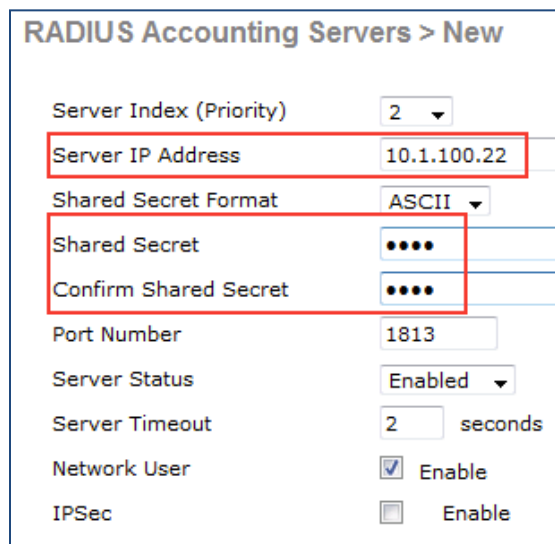 RADIUS Accounting Servers > New
Server Index (Priority) 2
Server IP Address 10.1.100.22
Shared Secret Format ASCII
Shared Secret ••••
Confirm Shared Secret ••••
Port Number 1813
Server Status Enabled
Server Timeout 2 seconds
Network User Enable
IPSec Enable